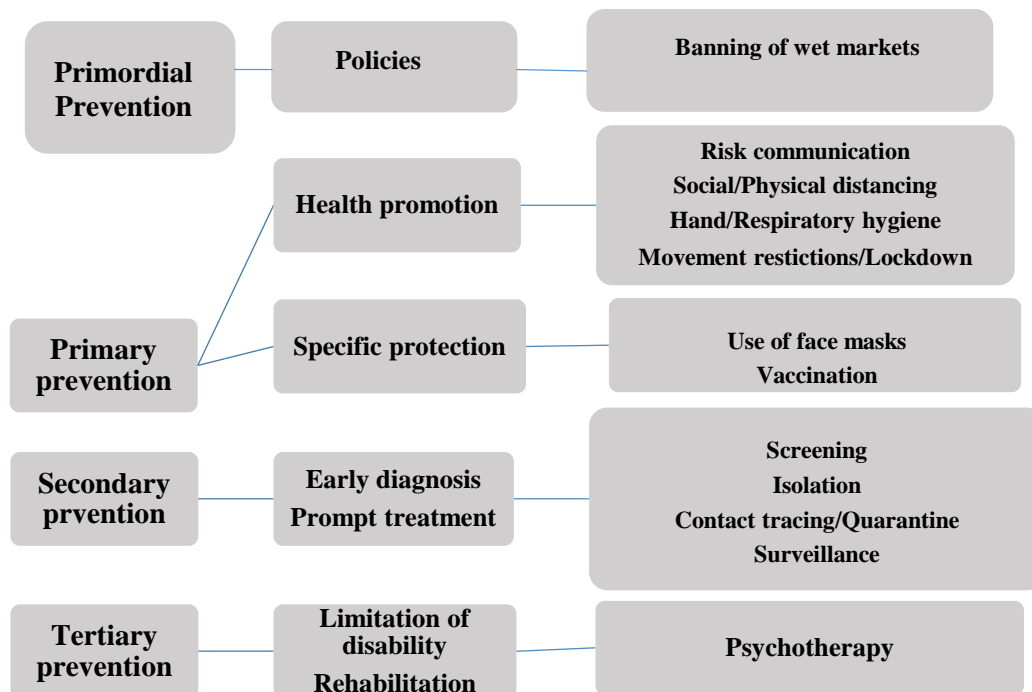 Primordial
Prevention
Policies
Banning of wet markets
Primary
prevention
Health promotion
Risk communication
Social/Physical distancing
Hand/Respiratory hygiene
Movement restictions/Lockdown
Specific protection
Use of face masks
Vaccination
Secondary
prvention
Early diagnosis
Prompt treatment
Screening
Isolation
Contact tracing/Quarantine
Surveillance
Tertiary
prevention
Limitation of
disability
Rehabilitation
Psychotherapy